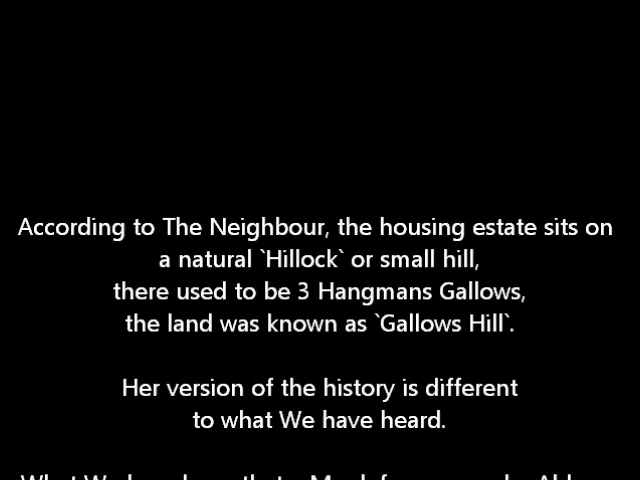 According to The Neighbour, the housing estate sits on
a natural `Hillock` or small hill,
there used to be 3 Hangmans Gallows,
the land was known as `Gallows Hill`.
Her version of the history is different
to what We have heard.
What We